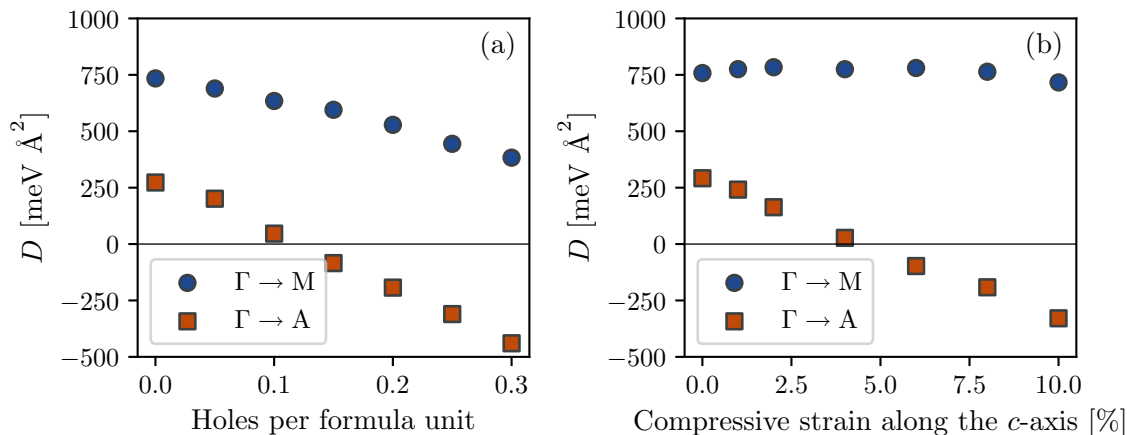 (a)
1000
750
500
250
0
−250
−500
D [meV Å²]
Γ → M
Γ → A
0.0 0.1 0.2 0.3
Holes per formula unit
(b)
1000
750
500
250
0
−250
−500
D [meV Å²]
Γ → M
Γ → A
0.0 2.5 5.0 7.5 10.0
Compressive strain along the c-axis [%]